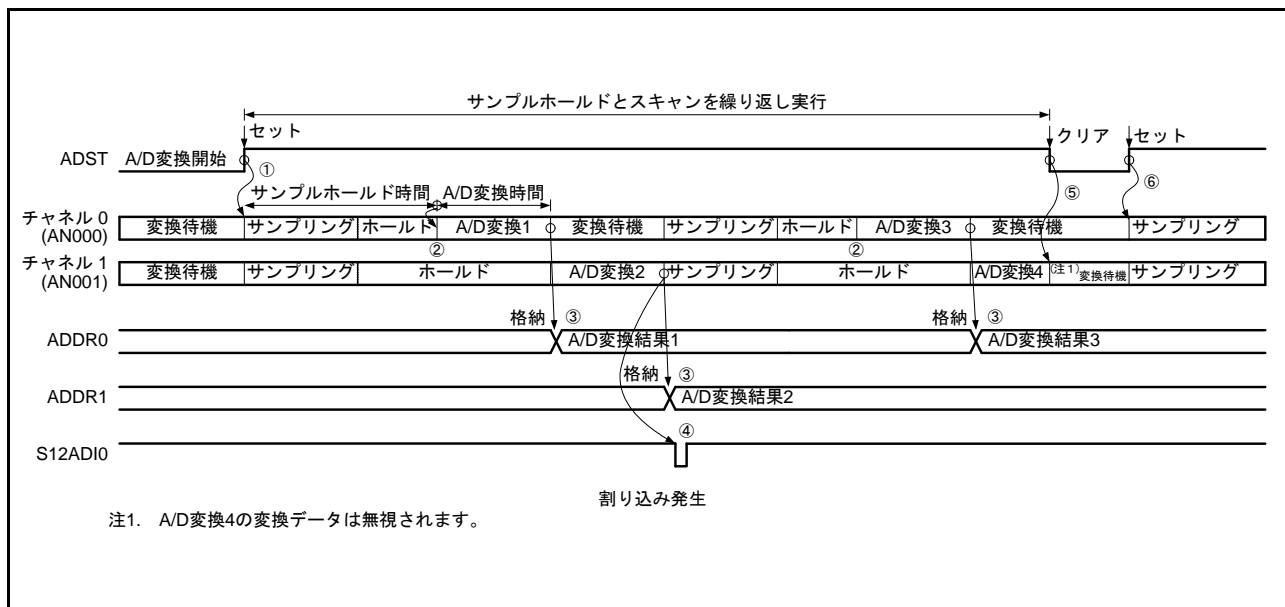 サンプルホールドとスキャンを繰り返し実行
セット クリア セット
ADST A/D変換開始 ① ⑤ ⑥
サンプルホールド時間 A/D変換時間
チャネル 0 (AN000) 変換待機 サンプリング ホールド A/D変換1 変換待機 サンプリング ホールド A/D変換3 変換待機 サンプリング
② ②
チャネル 1 (AN001) 変換待機 サンプリング ホールド A/D変換2 サンプリング ホールド A/D変換4 (注1) 変換待機 サンプリング
格納 ③ 格納 ③
ADDR0 A/D変換結果1 A/D変換結果3
格納 ③
ADDR1 A/D変換結果2
④
S12ADI0
割り込み発生
注1. A/D変換4の変換データは無視されます。